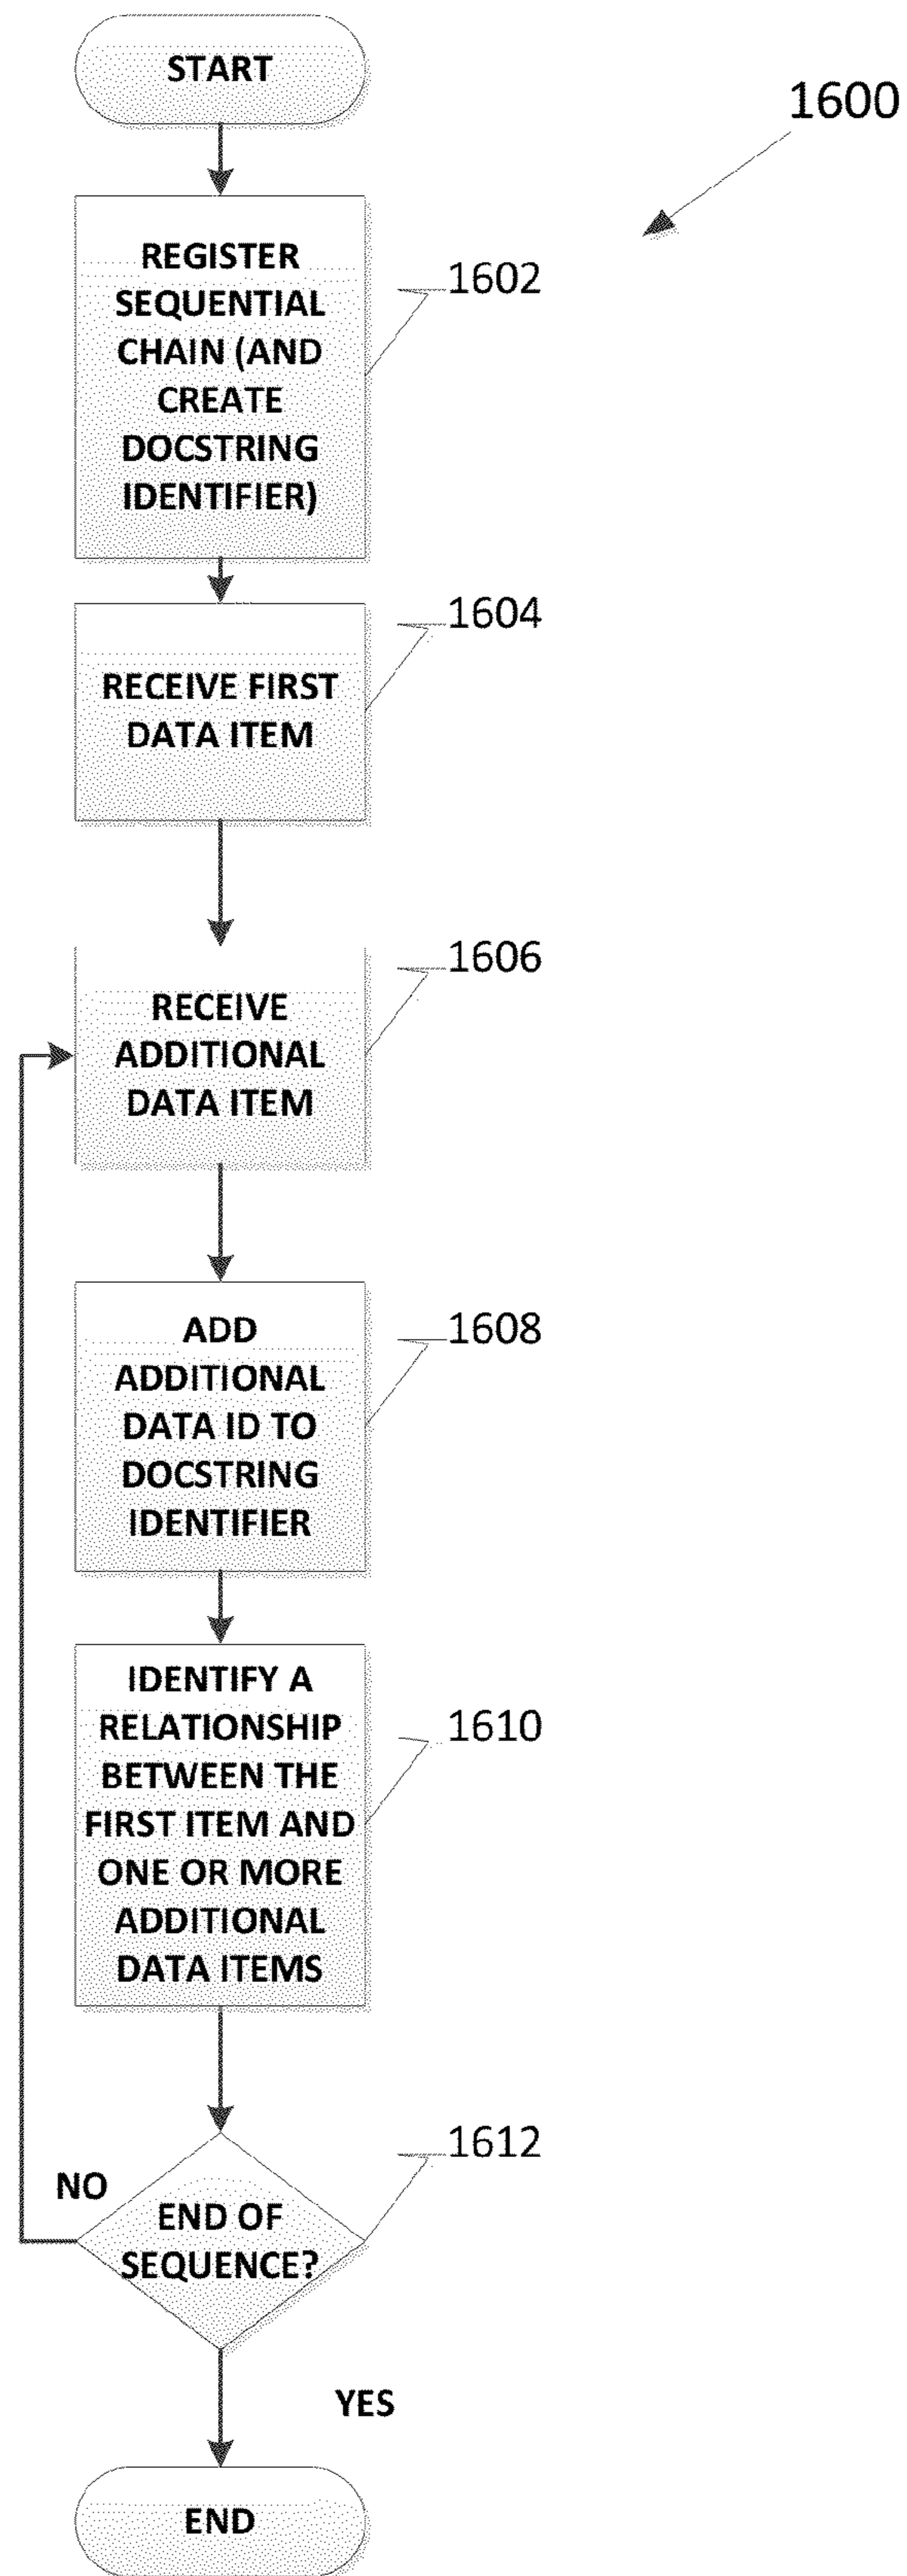 START
1600
REGISTER
SEQUENTIAL
CHAIN (AND
CREATE
DOCSTRING
IDENTIFIER)
1602
RECEIVE FIRST
DATA ITEM
1604
RECEIVE
ADDITIONAL
DATA ITEM
1606
ADD
ADDITIONAL
DATA ID TO
DOCSTRING
IDENTIFIER
1608
IDENTIFY A
RELATIONSHIP
BETWEEN THE
FIRST ITEM AND
ONE OR MORE
ADDITIONAL
DATA ITEMS
1610
END OF
SEQUENCE?
1612
NO
YES
END